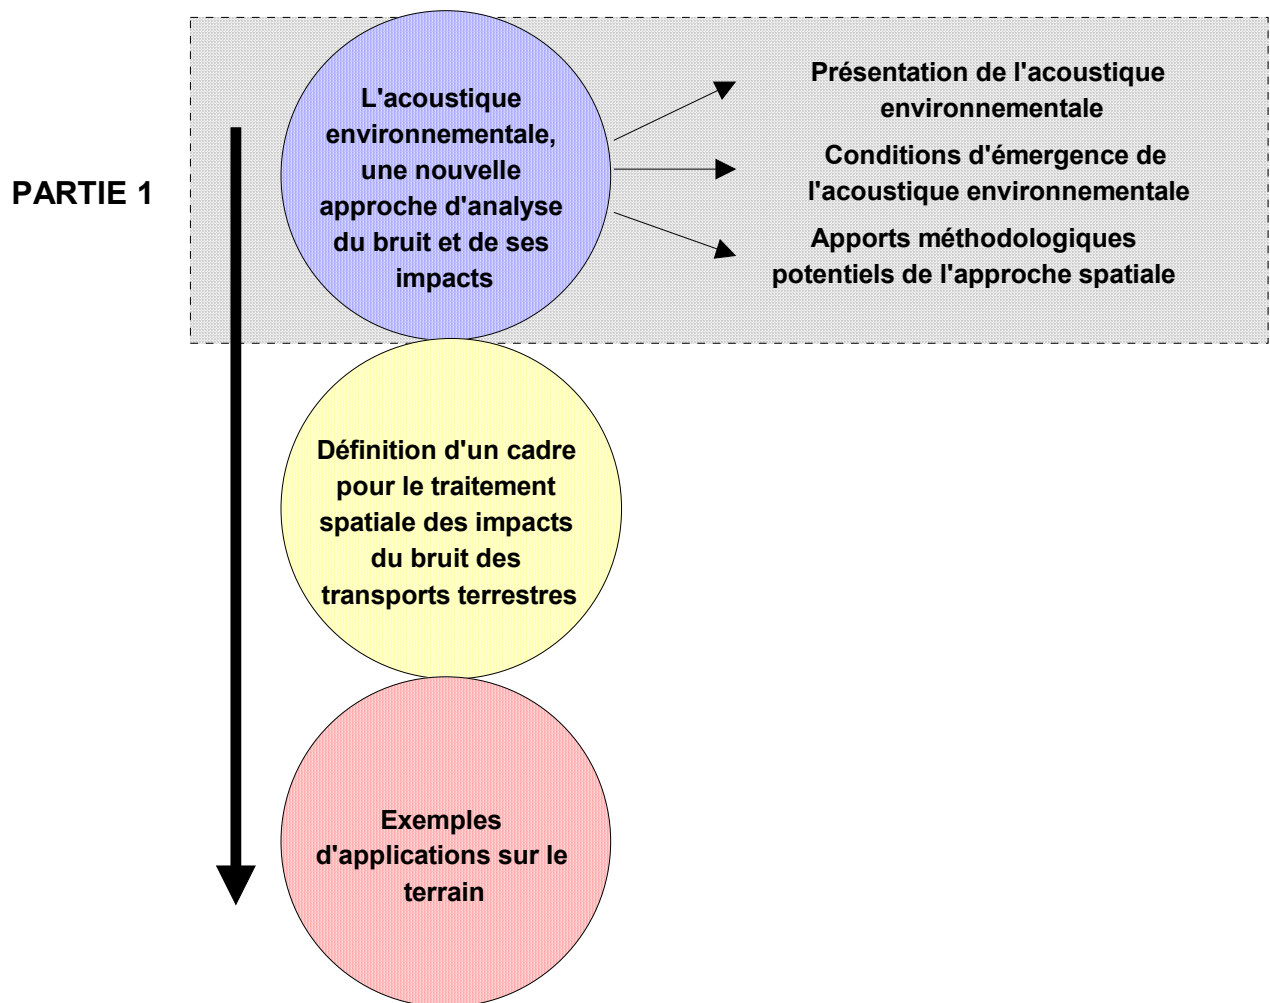 PARTIE 1
L'acoustique
environnementale,
une nouvelle
approche d'analyse
du bruit et de ses
impacts
Présentation de l'acoustique
environnementale
Conditions d'émergence de
l'acoustique environnementale
Apports méthodologiques
potentiels de l'approche spatiale
Définition d'un cadre
pour le traitement
spatiale des impacts
du bruit des
transports terrestres
Exemples
d'applications sur le
terrain